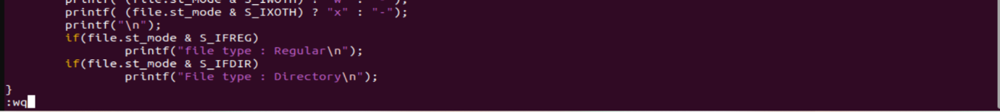 printf( (file.st_mode & S_IWOTH) ? "w" : "-");
printf( (file.st_mode & S_IXOTH) ? "x" : "-");
printf("\n");
if(file.st_mode & S_IFREG)
printf("file type : Regular\n");
if(file.st_mode & S_IFDIR)
printf("File type : Directory\n");
}
:wq